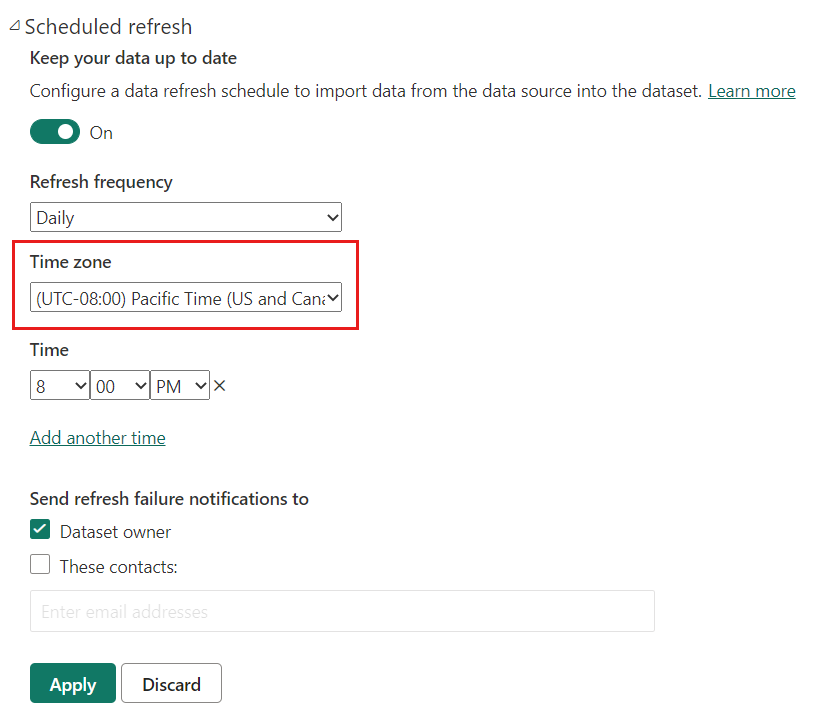 Scheduled refresh
Keep your data up to date
Configure a data refresh schedule to import data from the data source into the dataset. Learn more
On
Refresh frequency
Daily
Time zone
(UTC-08:00) Pacific Time (US and Cana
Time
8 00 PM
Add another time
Send refresh failure notifications to
Dataset owner
These contacts:
Enter email addresses
Apply Discard